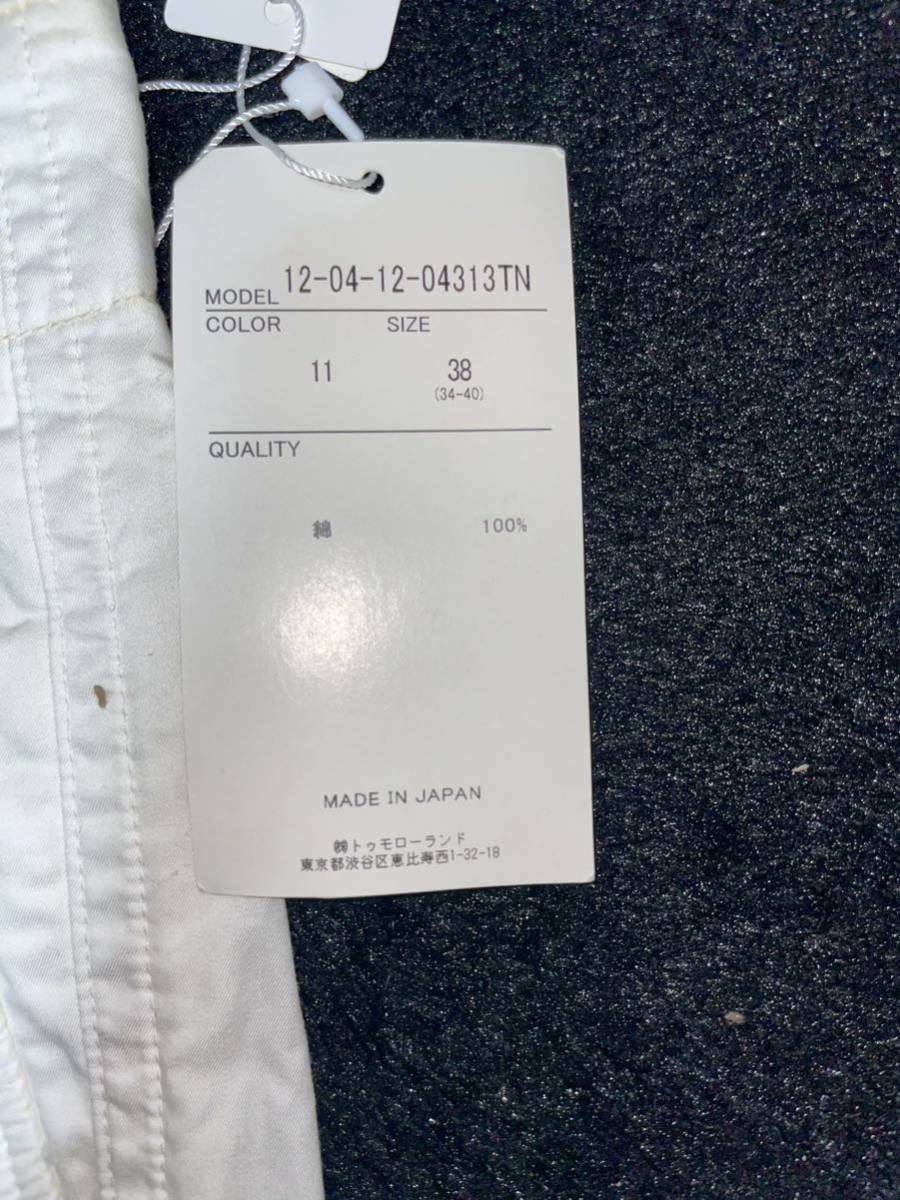 MODEL 12-04-12-04313TN
COLOR SIZE
11 38
(34-40)
QUALITY
綿 100%
MADE IN JAPAN
㈱トゥモローランド
東京都渋谷区恵比寿西1-32-18